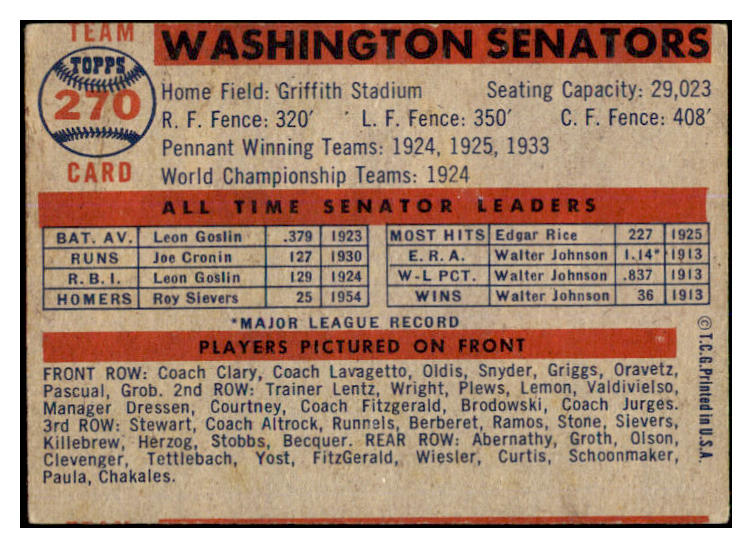 TEAM
TOPPS
270
CARD
WASHINGTON SENATORS
Home Field: Griffith Stadium Seating Capacity: 29,023
R. F. Fence: 320' L. F. Fence: 350' C. F. Fence: 408'
Pennant Winning Teams: 1924, 1925, 1933
World Championship Teams: 1924
ALL TIME SENATOR LEADERS
BAT. AV. Leon Goslin .379 1923 MOST HITS Edgar Rice 227 1925
RUNS Joe Cronin 127 1930 E.R.A. Walter Johnson 1.14* 1913
R.B.I. Leon Goslin 129 1924 W-L PCT. Walter Johnson .837 1913
HOMERS Roy Sievers 25 1954 WINS Walter Johnson 36 1913
*MAJOR LEAGUE RECORD
PLAYERS PICTURED ON FRONT
FRONT ROW: Coach Clary, Coach Lavagetto, Oldis, Snyder, Griggs, Oravetz,
Pascual, Grob. 2nd ROW: Trainer Lentz, Wright, Plews, Lemon, Valdivielso,
Manager Dressen, Courtney, Coach Fitzgerald, Brodowski, Coach Jurges.
3rd ROW: Stewart, Coach Altrock, Runnels, Berberet, Ramos, Stone, Sievers,
Killebrew, Herzog, Stobbs, Becquer. REAR ROW: Abernathy, Groth, Olson,
Clevenger, Tettlebach, Yost, FitzGerald, Wiesler, Curtis, Schoonmaker,
Paula, Chakales.
© T.C.G. Printed in U.S.A.